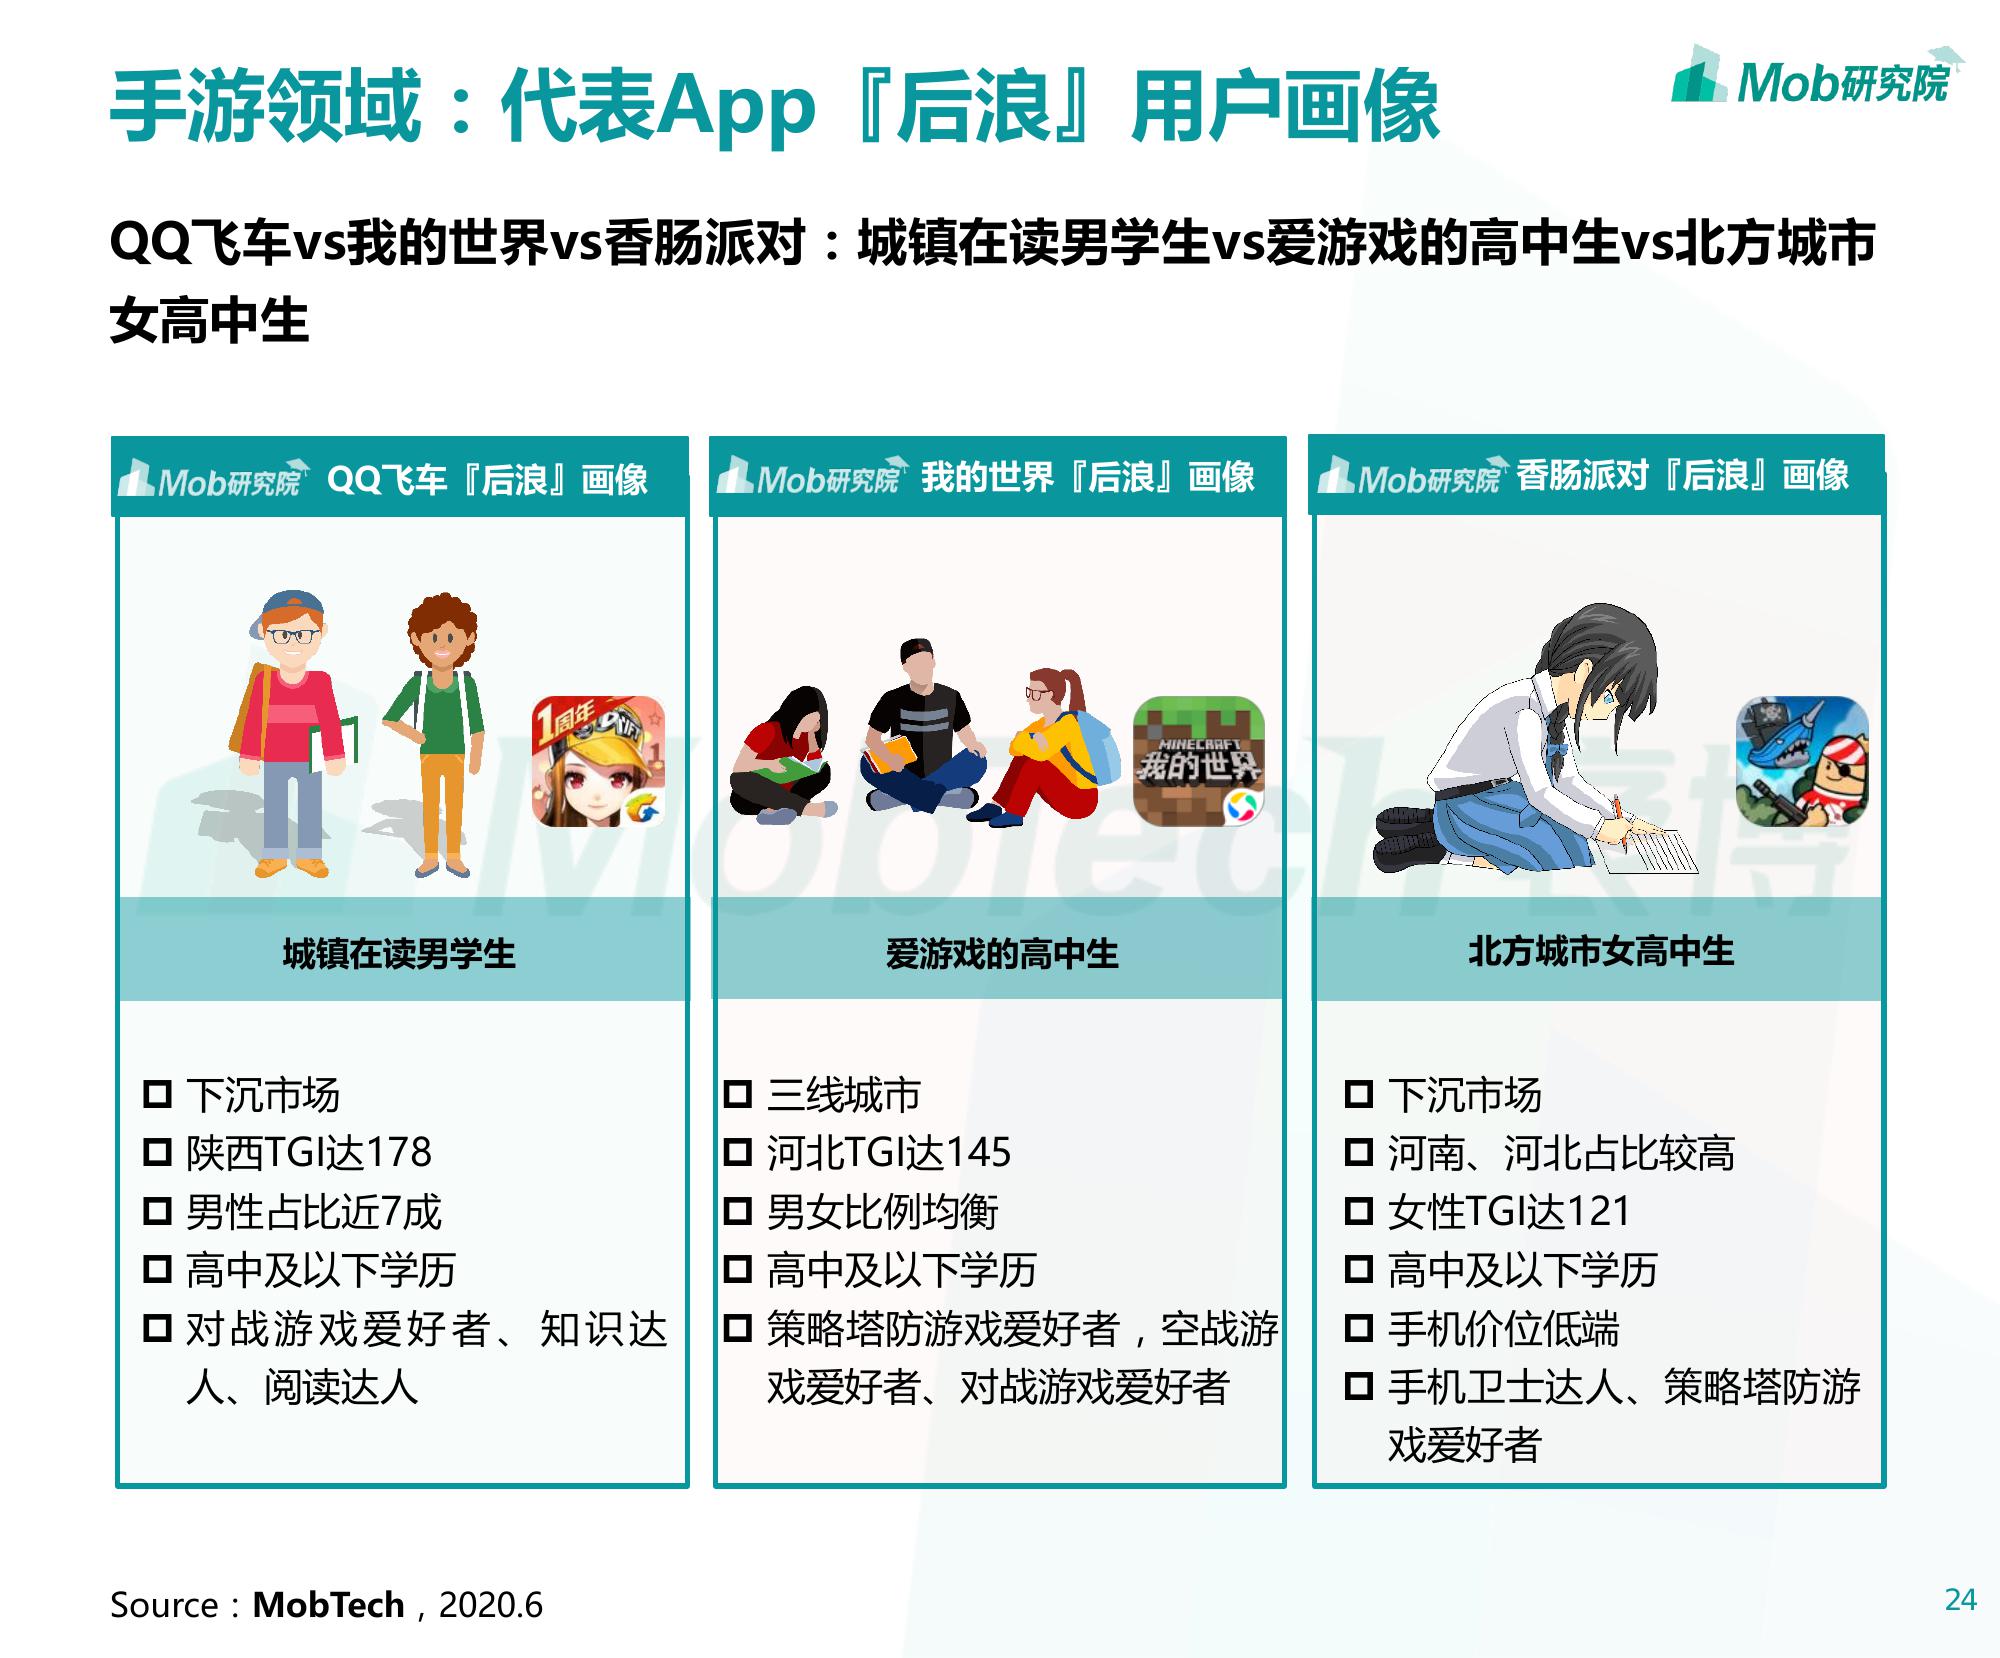 手游领域：代表App『后浪』用户画像
Mob研究院
QQ飞车vs我的世界vs香肠派对：城镇在读男学生vs爱游戏的高中生vs北方城市
女高中生
Mob研究院 QQ飞车『后浪』画像
1周年
城镇在读男学生
下沉市场
陕西TGI达178
男性占比近7成
高中及以下学历
对战游戏爱好者、知识达
人、阅读达人
Mob研究院 我的世界『后浪』画像
MINECRAFT
我的世界
爱游戏的高中生
三线城市
河北TGI达145
男女比例均衡
高中及以下学历
策略塔防游戏爱好者，空战游
戏爱好者、对战游戏爱好者
Mob研究院 香肠派对『后浪』画像
北方城市女高中生
下沉市场
河南、河北占比较高
女性TGI达121
高中及以下学历
手机价位低端
手机卫士达人、策略塔防游
戏爱好者
MobTech 袤博
Source：MobTech，2020.6
24